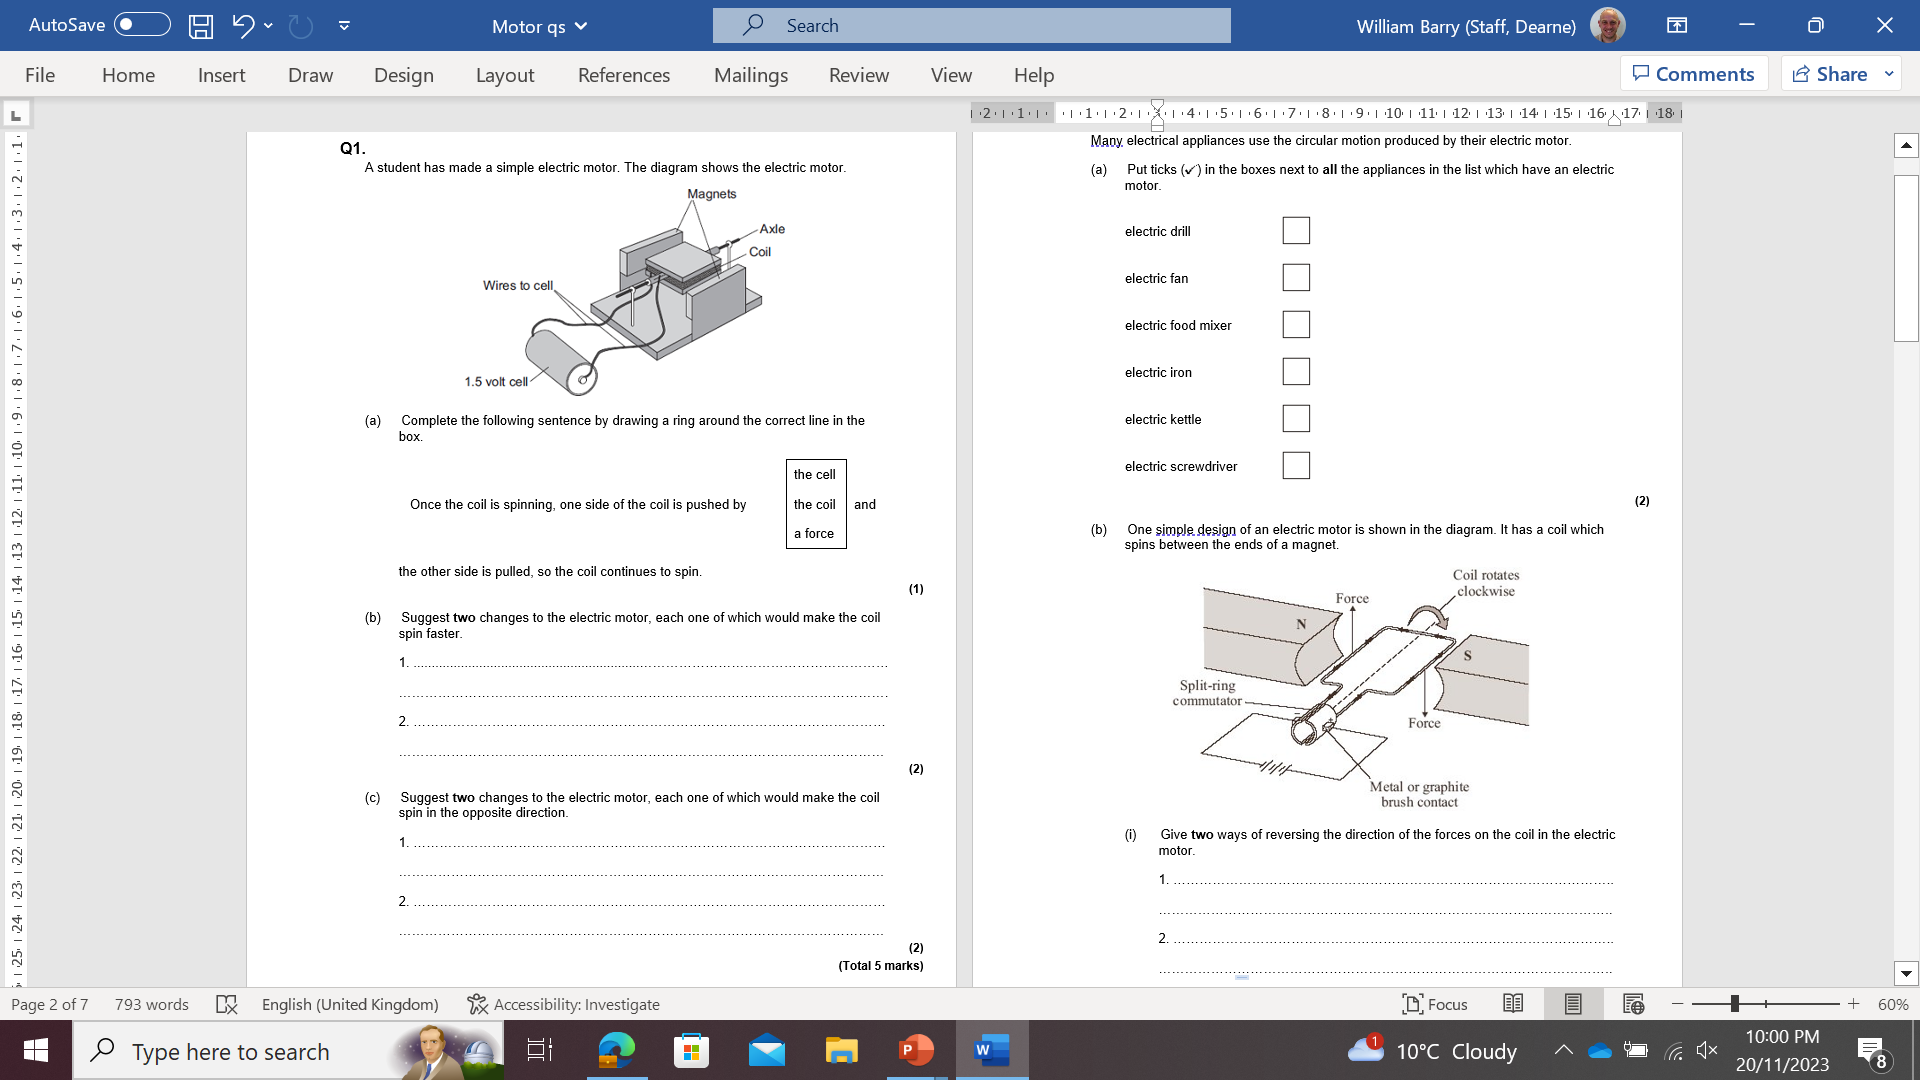 AutoSave
Motor qs
Search
William Barry (Staff, Dearne)
File Home Insert Draw Design Layout References Mailings Review View Help
Comments Share
Q1.
A student has made a simple electric motor. The diagram shows the electric motor.
Magnets
Axle
Coil
Wires to cell
1.5 volt cell
(a) Complete the following sentence by drawing a ring around the correct line in the
box.
the cell
Once the coil is spinning, one side of the coil is pushed by the coil and
a force
the other side is pulled, so the coil continues to spin.
(1)
(b) Suggest two changes to the electric motor, each one of which would make the coil
spin faster.
1.
2.
(2)
(c) Suggest two changes to the electric motor, each one of which would make the coil
spin in the opposite direction.
1.
2.
(2)
(Total 5 marks)
Many electrical appliances use the circular motion produced by their electric motor.
(a) Put ticks (✓) in the boxes next to all the appliances in the list which have an electric
motor.
electric drill
electric fan
electric food mixer
electric iron
electric kettle
electric screwdriver
(2)
(b) One simple design of an electric motor is shown in the diagram. It has a coil which
spins between the ends of a magnet.
Coil rotates
clockwise
Force
N
S
Split-ring
commutator
Force
Metal or graphite
brush contact
(i) Give two ways of reversing the direction of the forces on the coil in the electric
motor.
1.
2.
Page 2 of 7 793 words English (United Kingdom) Accessibility: Investigate Focus 60%
Type here to search
1
10°C Cloudy
10:00 PM
20/11/2023
8